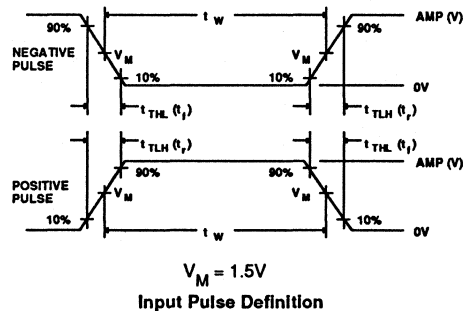 90% t W 90% AMP (V)
NEGATIVE PULSE V M V M
10% 10% 0V
t THL (t f) t TLH (t r)
t TLH (t r) t THL (t f)
AMP (V)
POSITIVE PULSE 90% 90%
V M V M
10% t W 10% 0V
V M = 1.5V
Input Pulse Definition